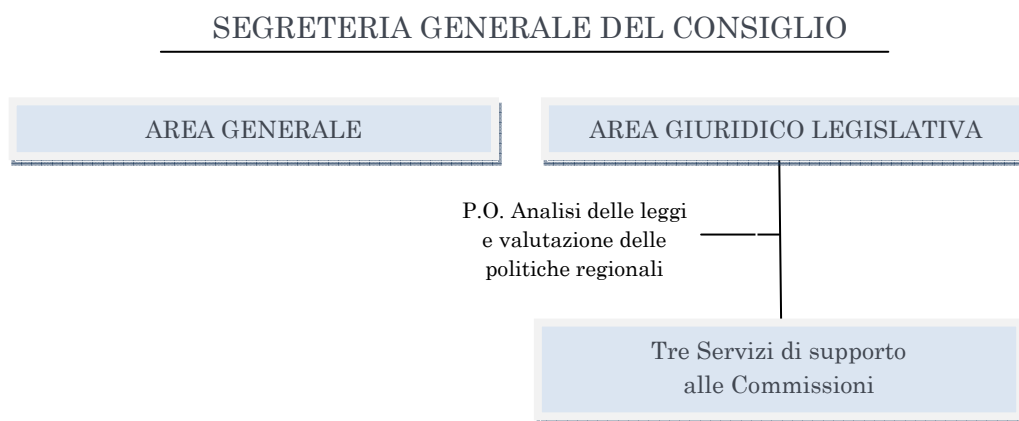 SEGRETERIA GENERALE DEL CONSIGLIO
AREA GENERALE
AREA GIURIDICO LEGISLATIVA
P.O. Analisi delle leggi
e valutazione delle
politiche regionali
Tre Servizi di supporto
alle Commissioni